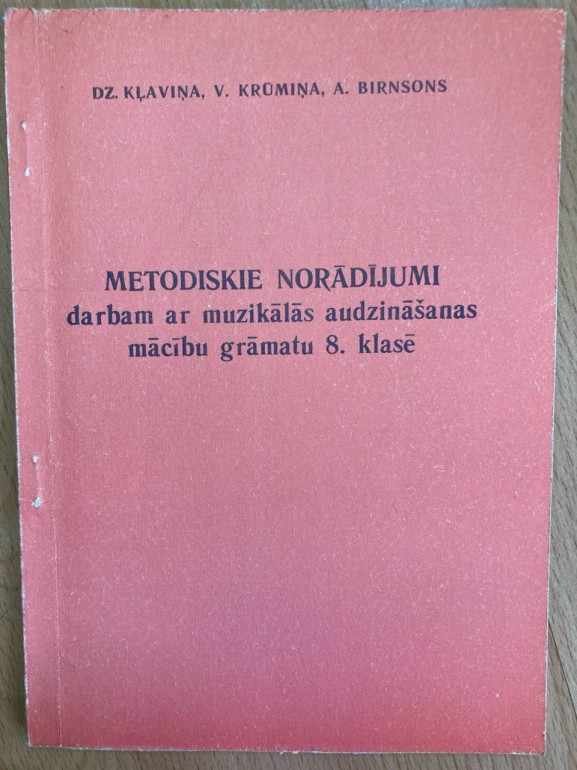 DZ. KĻAVIŅA, V. KRŪMIŅA, A. BIRNSONS
METODISKIE NORĀDĪJUMI
darbam ar muzikālās audzināšanas
mācību grāmatu 8. klasē